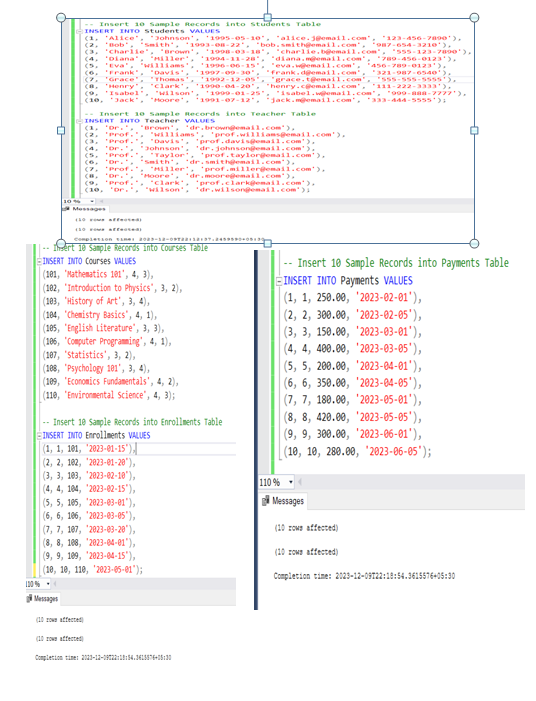 -- Insert 10 Sample Records into Students Table
INSERT INTO Students VALUES
(1, 'Alice', 'Johnson', '1995-05-10', 'alice.j@email.com', '123-456-7890'),
(2, 'Bob', 'Smith', '1993-08-22', 'bob.smith@email.com', '987-654-3210'),
(3, 'Charlie', 'Brown', '1998-03-18', 'charlie.b@email.com', '555-123-7890'),
(4, 'Diana', 'Miller', '1994-11-28', 'diana.m@email.com', '789-456-0123'),
(5, 'Eva', 'Williams', '1996-06-15', 'eva.w@email.com', '456-789-0123'),
(6, 'Frank', 'Davis', '1997-09-30', 'frank.d@email.com', '321-987-6540'),
(7, 'Grace', 'Thomas', '1992-12-05', 'grace.t@email.com', '555-555-5555'),
(8, 'Henry', 'Clark', '1990-04-20', 'henry.c@email.com', '111-222-3333'),
(9, 'Isabel', 'Wilson', '1999-01-25', 'isabel.w@email.com', '999-888-7777'),
(10, 'Jack', 'Moore', '1991-07-12', 'jack.m@email.com', '333-444-5555');
-- Insert 10 Sample Records into Teacher Table
INSERT INTO Teacher VALUES
(1, 'Dr.', 'Brown', 'dr.brown@email.com'),
(2, 'Prof.', 'Williams', 'prof.williams@email.com'),
(3, 'Prof.', 'Davis', 'prof.davis@email.com'),
(4, 'Dr.', 'Johnson', 'dr.johnson@email.com'),
(5, 'Prof.', 'Taylor', 'prof.taylor@email.com'),
(6, 'Dr.', 'Smith', 'dr.smith@email.com'),
(7, 'Prof.', 'Miller', 'prof.miller@email.com'),
(8, 'Dr.', 'Moore', 'dr.moore@email.com'),
(9, 'Prof.', 'Clark', 'prof.clark@email.com'),
(10, 'Dr.', 'Wilson', 'dr.wilson@email.com');
Messages
(10 rows affected)
(10 rows affected)
Completion time: 2023-12-09T22:12:37.2459590+05:30
-- Insert 10 Sample Records into Courses Table
INSERT INTO Courses VALUES
(101, 'Mathematics 101', 4, 3),
(102, 'Introduction to Physics', 3, 2),
(103, 'History of Art', 3, 4),
(104, 'Chemistry Basics', 4, 1),
(105, 'English Literature', 3, 3),
(106, 'Computer Programming', 4, 1),
(107, 'Statistics', 3, 2),
(108, 'Psychology 101', 3, 4),
(109, 'Economics Fundamentals', 4, 2),
(110, 'Environmental Science', 4, 3);
-- Insert 10 Sample Records into Enrollments Table
INSERT INTO Enrollments VALUES
(1, 1, 101, '2023-01-15'),
(2, 2, 102, '2023-01-20'),
(3, 3, 103, '2023-02-10'),
(4, 4, 104, '2023-02-15'),
(5, 5, 105, '2023-03-01'),
(6, 6, 106, '2023-03-05'),
(7, 7, 107, '2023-03-20'),
(8, 8, 108, '2023-04-01'),
(9, 9, 109, '2023-04-15'),
(10, 10, 110, '2023-05-01');
110 %
Messages
(10 rows affected)
(10 rows affected)
Completion time: 2023-12-09T22:18:54.3615576+05:30
-- Insert 10 Sample Records into Payments Table
INSERT INTO Payments VALUES
(1, 1, 250.00, '2023-02-01'),
(2, 2, 300.00, '2023-02-05'),
(3, 3, 150.00, '2023-03-01'),
(4, 4, 400.00, '2023-03-05'),
(5, 5, 200.00, '2023-04-01'),
(6, 6, 350.00, '2023-04-05'),
(7, 7, 180.00, '2023-05-01'),
(8, 8, 420.00, '2023-05-05'),
(9, 9, 300.00, '2023-06-01'),
(10, 10, 280.00, '2023-06-05');
110 %
Messages
(10 rows affected)
(10 rows affected)
Completion time: 2023-12-09T22:18:54.3615576+05:30